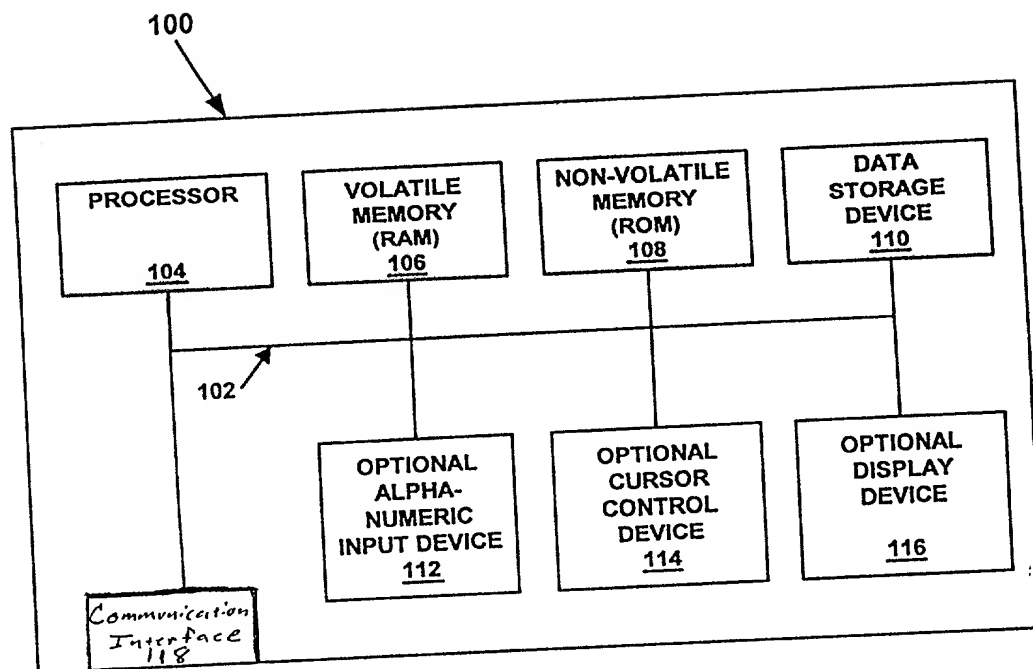 100
PROCESSOR
104
VOLATILE
MEMORY
(RAM)
106
NON-VOLATILE
MEMORY
(ROM)
108
DATA
STORAGE
DEVICE
110
102
OPTIONAL
ALPHA-
NUMERIC
INPUT DEVICE
112
OPTIONAL
CURSOR
CONTROL
DEVICE
114
OPTIONAL
DISPLAY
DEVICE
116
Communication
Interface
118